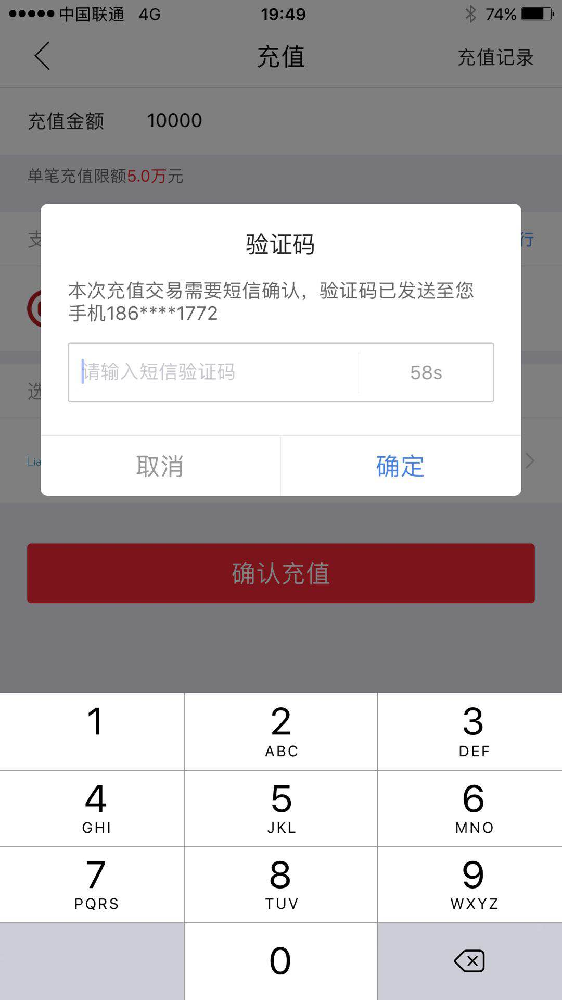 中国联通 4G 19:49 74%
充值 充值记录
充值金额 10000
单笔充值限额5.0万元
支 行
验证码
本次充值交易需要短信确认，验证码已发送至您
手机186****1772
请输入短信验证码 58s
选
Lia
取消 确定
确认充值
1 2 3
ABC DEF
4 5 6
GHI JKL MNO
7 8 9
PQRS TUV WXYZ
0